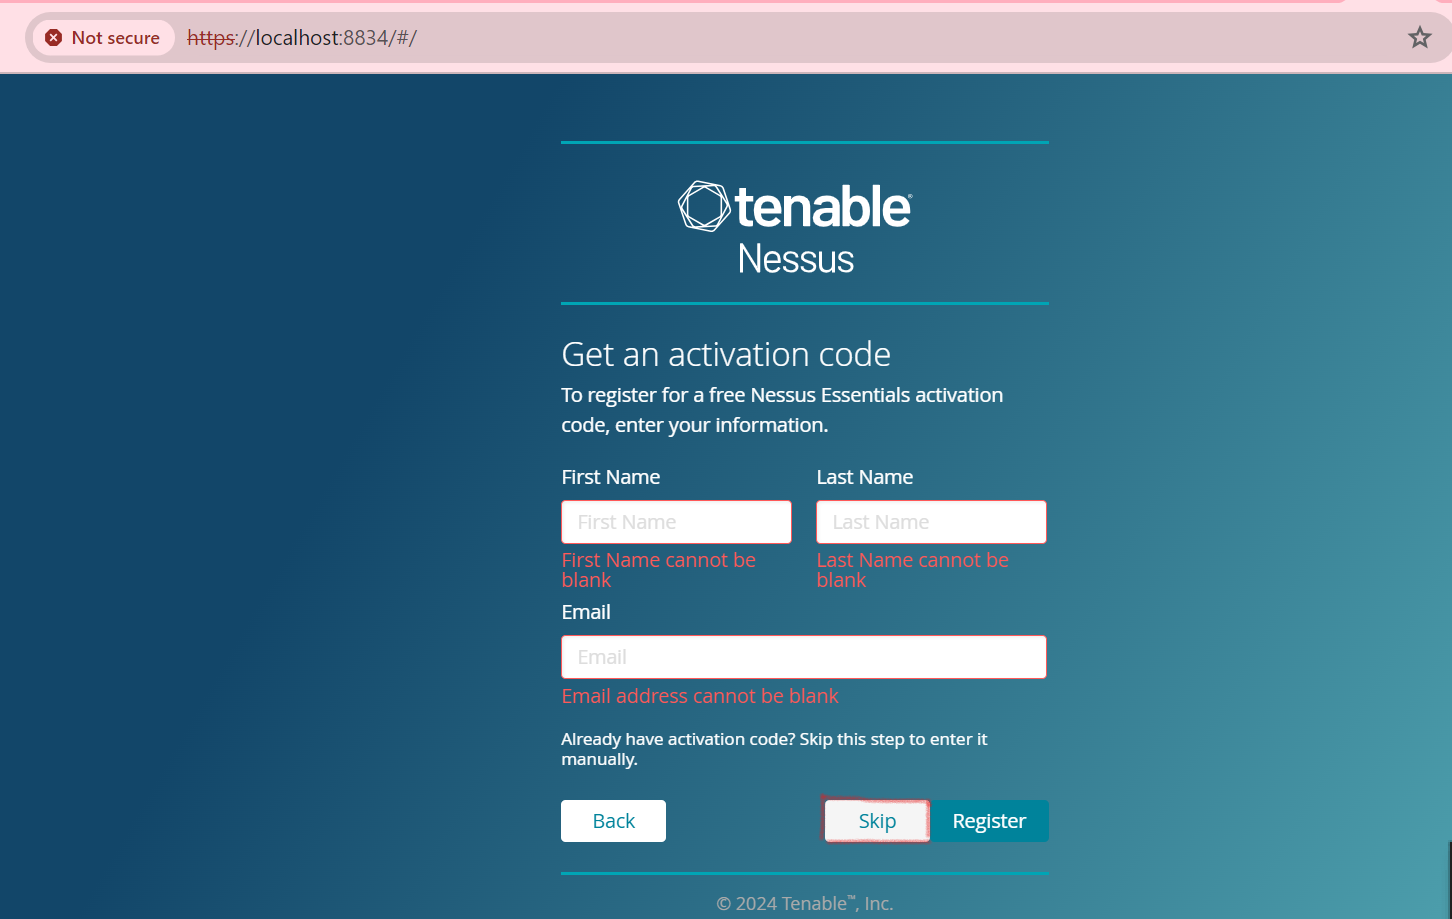 Not secure https://localhost:8834/#/
tenable®
Nessus
Get an activation code
To register for a free Nessus Essentials activation
code, enter your information.
First Name Last Name
First Name Last Name
First Name cannot be Last Name cannot be
blank blank
Email
Email
Email address cannot be blank
Already have activation code? Skip this step to enter it
manually.
Back Skip Register
© 2024 Tenable™, Inc.